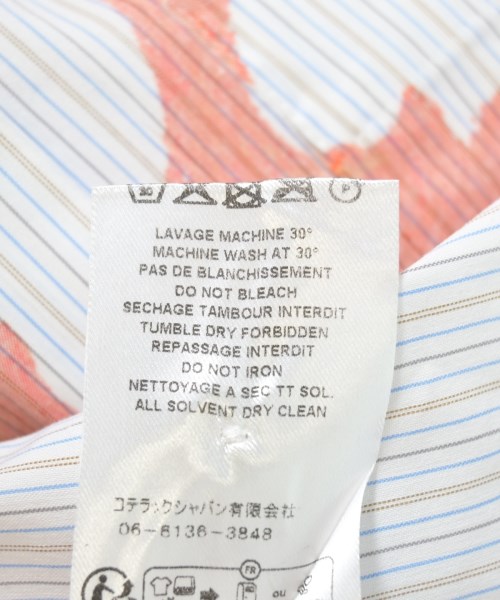 LAVAGE MACHINE 30°
MACHINE WASH AT 30°
PAS DE BLANCHISSEMENT
DO NOT BLEACH
SECHAGE TAMBOUR INTERDIT
TUMBLE DRY FORBIDDEN
REPASSAGE INTERDIT
DO NOT IRON
NETTOYAGE A SEC TT SOL.
ALL SOLVENT DRY CLEAN
コテラックジャパン有限会社
06-6136-3848
FR
ou